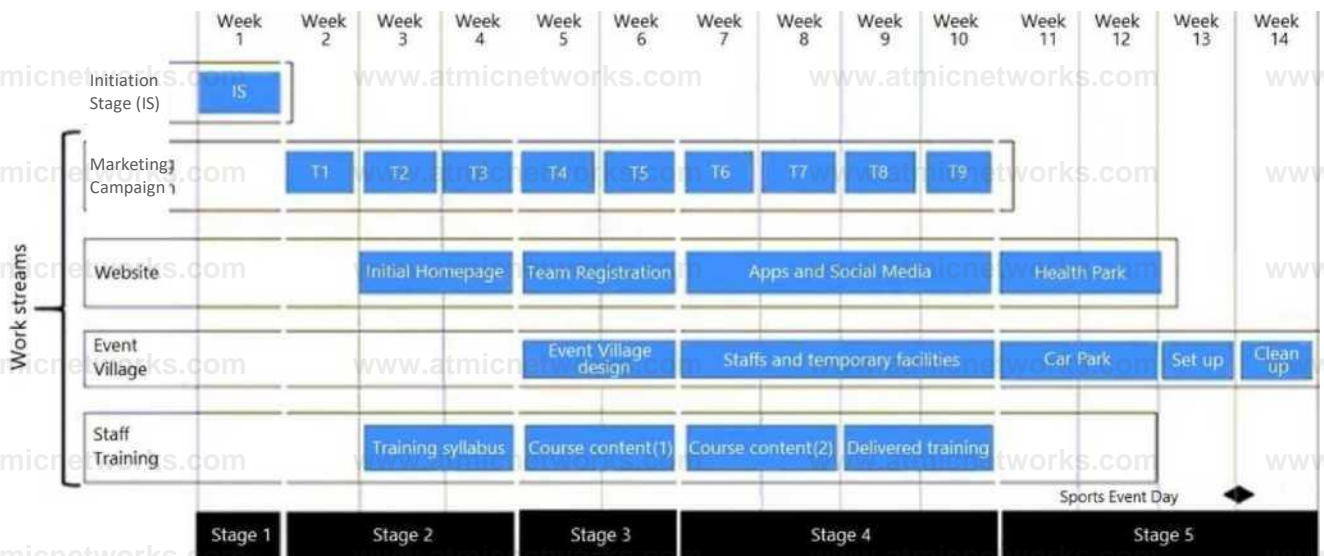 Week Week Week Week Week Week Week Week Week Week Week Week Week Week
1 2 3 4 5 6 7 8 9 10 11 12 13 14
www.atmicnetworks.com www.atmicnetworks.com
Initiation
Stage (IS)
IS
Marketing
Campaign
T1 T2 T3 T4 T5 T6 T7 T8 T9
Work streams
Website
Initial Homepage Team Registration Apps and Social Media Health Park
Event
Village
Event Village
design
Staffs and temporary facilities Car Park Set up Clean
up
Staff
Training
Training syllabus Course content(1) Course content(2) Delivered training
Sports Event Day
Stage 1 Stage 2 Stage 3 Stage 4 Stage 5